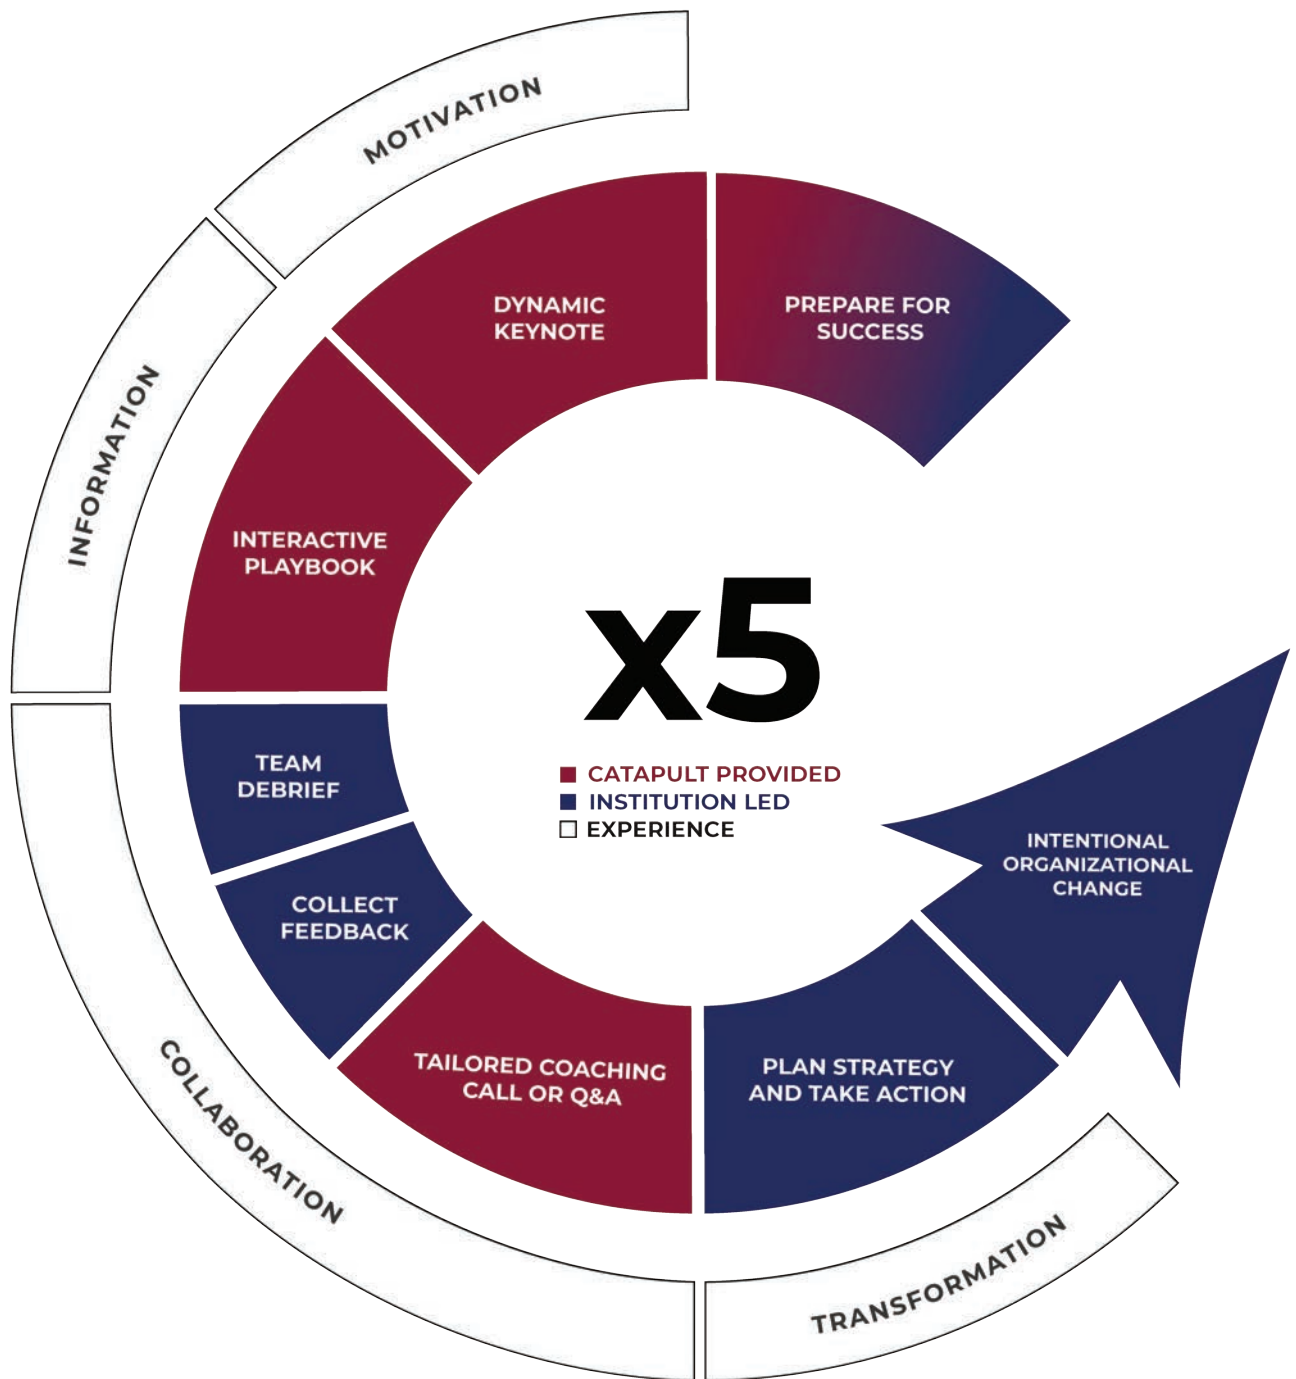 MOTIVATION
INFORMATION
COLLABORATION
TRANSFORMATION
PREPARE FOR
SUCCESS
DYNAMIC
KEYNOTE
INTERACTIVE
PLAYBOOK
TEAM
DEBRIEF
COLLECT
FEEDBACK
TAILORED COACHING
CALL OR Q&A
PLAN STRATEGY
AND TAKE ACTION
INTENTIONAL
ORGANIZATIONAL
CHANGE
x5
CATAPULT PROVIDED
INSTITUTION LED
EXPERIENCE